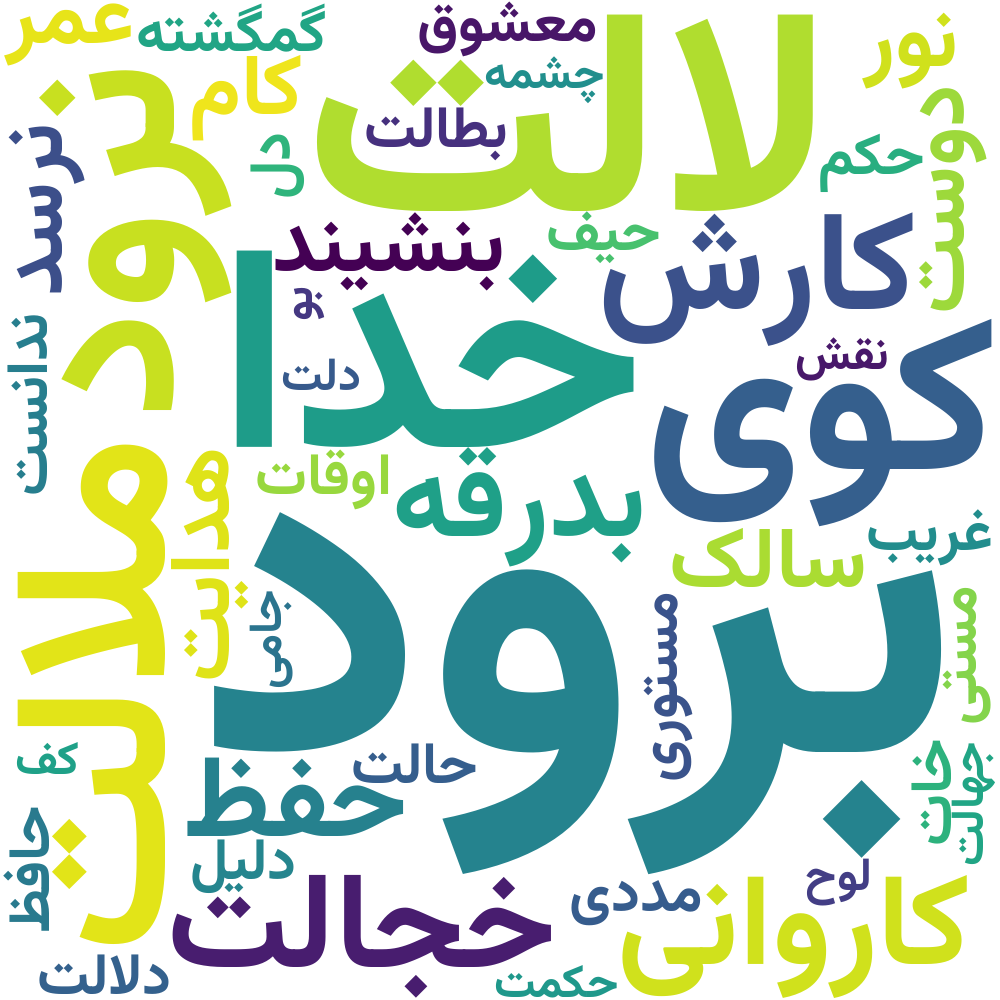 عمر
گمگشته
معشوق
نور
کام
چشمه
لالت
بطالت
دوست
حکم
دل
نرود
نرسد
بنشیند
حیف
کارش
خدا
بو
نقش
کوی
دلت
ندانست
اوقات
بدرقه
هدایت
سالک
غریب
ملالت
برود
جامی
مستوری
مستی
کف
حالت
خات
جهالت
حفظ
حافظ
دلیل
لوح
مددی
خجالت
کاروانی
دلالت
حکمت